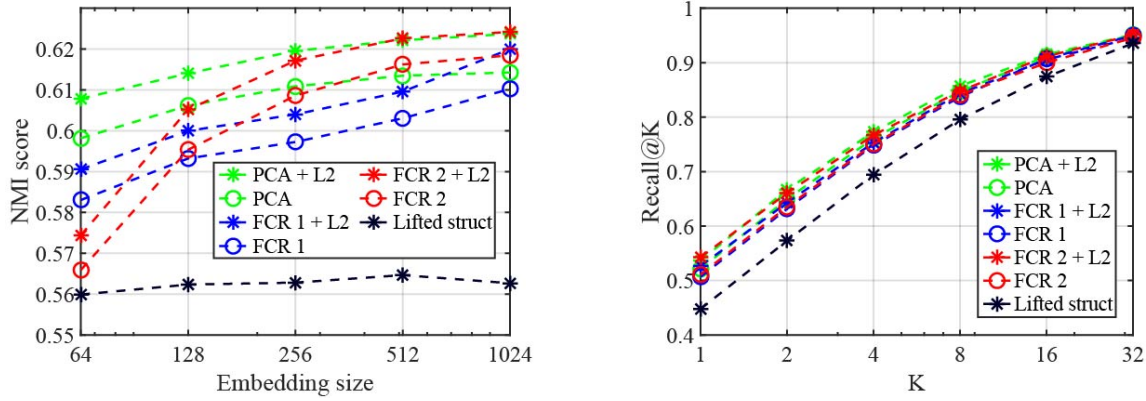 NMI score
0.62
0.61
0.6
0.59
0.58
0.57
0.56
0.55
64
128
256
512
1024
Embedding size
PCA + L2
PCA
FCR 1 + L2
FCR 1
FCR 2 + L2
FCR 2
Lifted struct
Recall@K
1
0.9
0.8
0.7
0.6
0.5
0.4
1
2
4
8
16
32
K
PCA + L2
PCA
FCR 1 + L2
FCR 1
FCR 2 + L2
FCR 2
Lifted struct